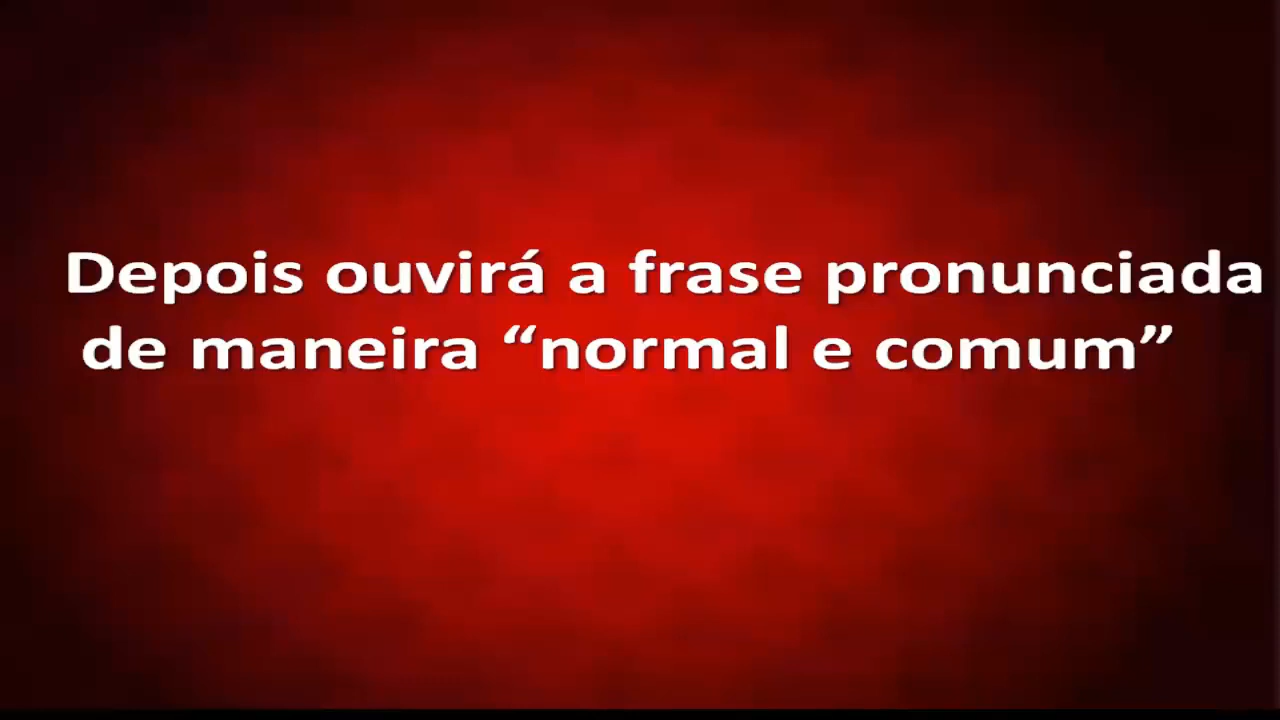 Depois ouvirá a frase pronunciada
de maneira “normal e comum”